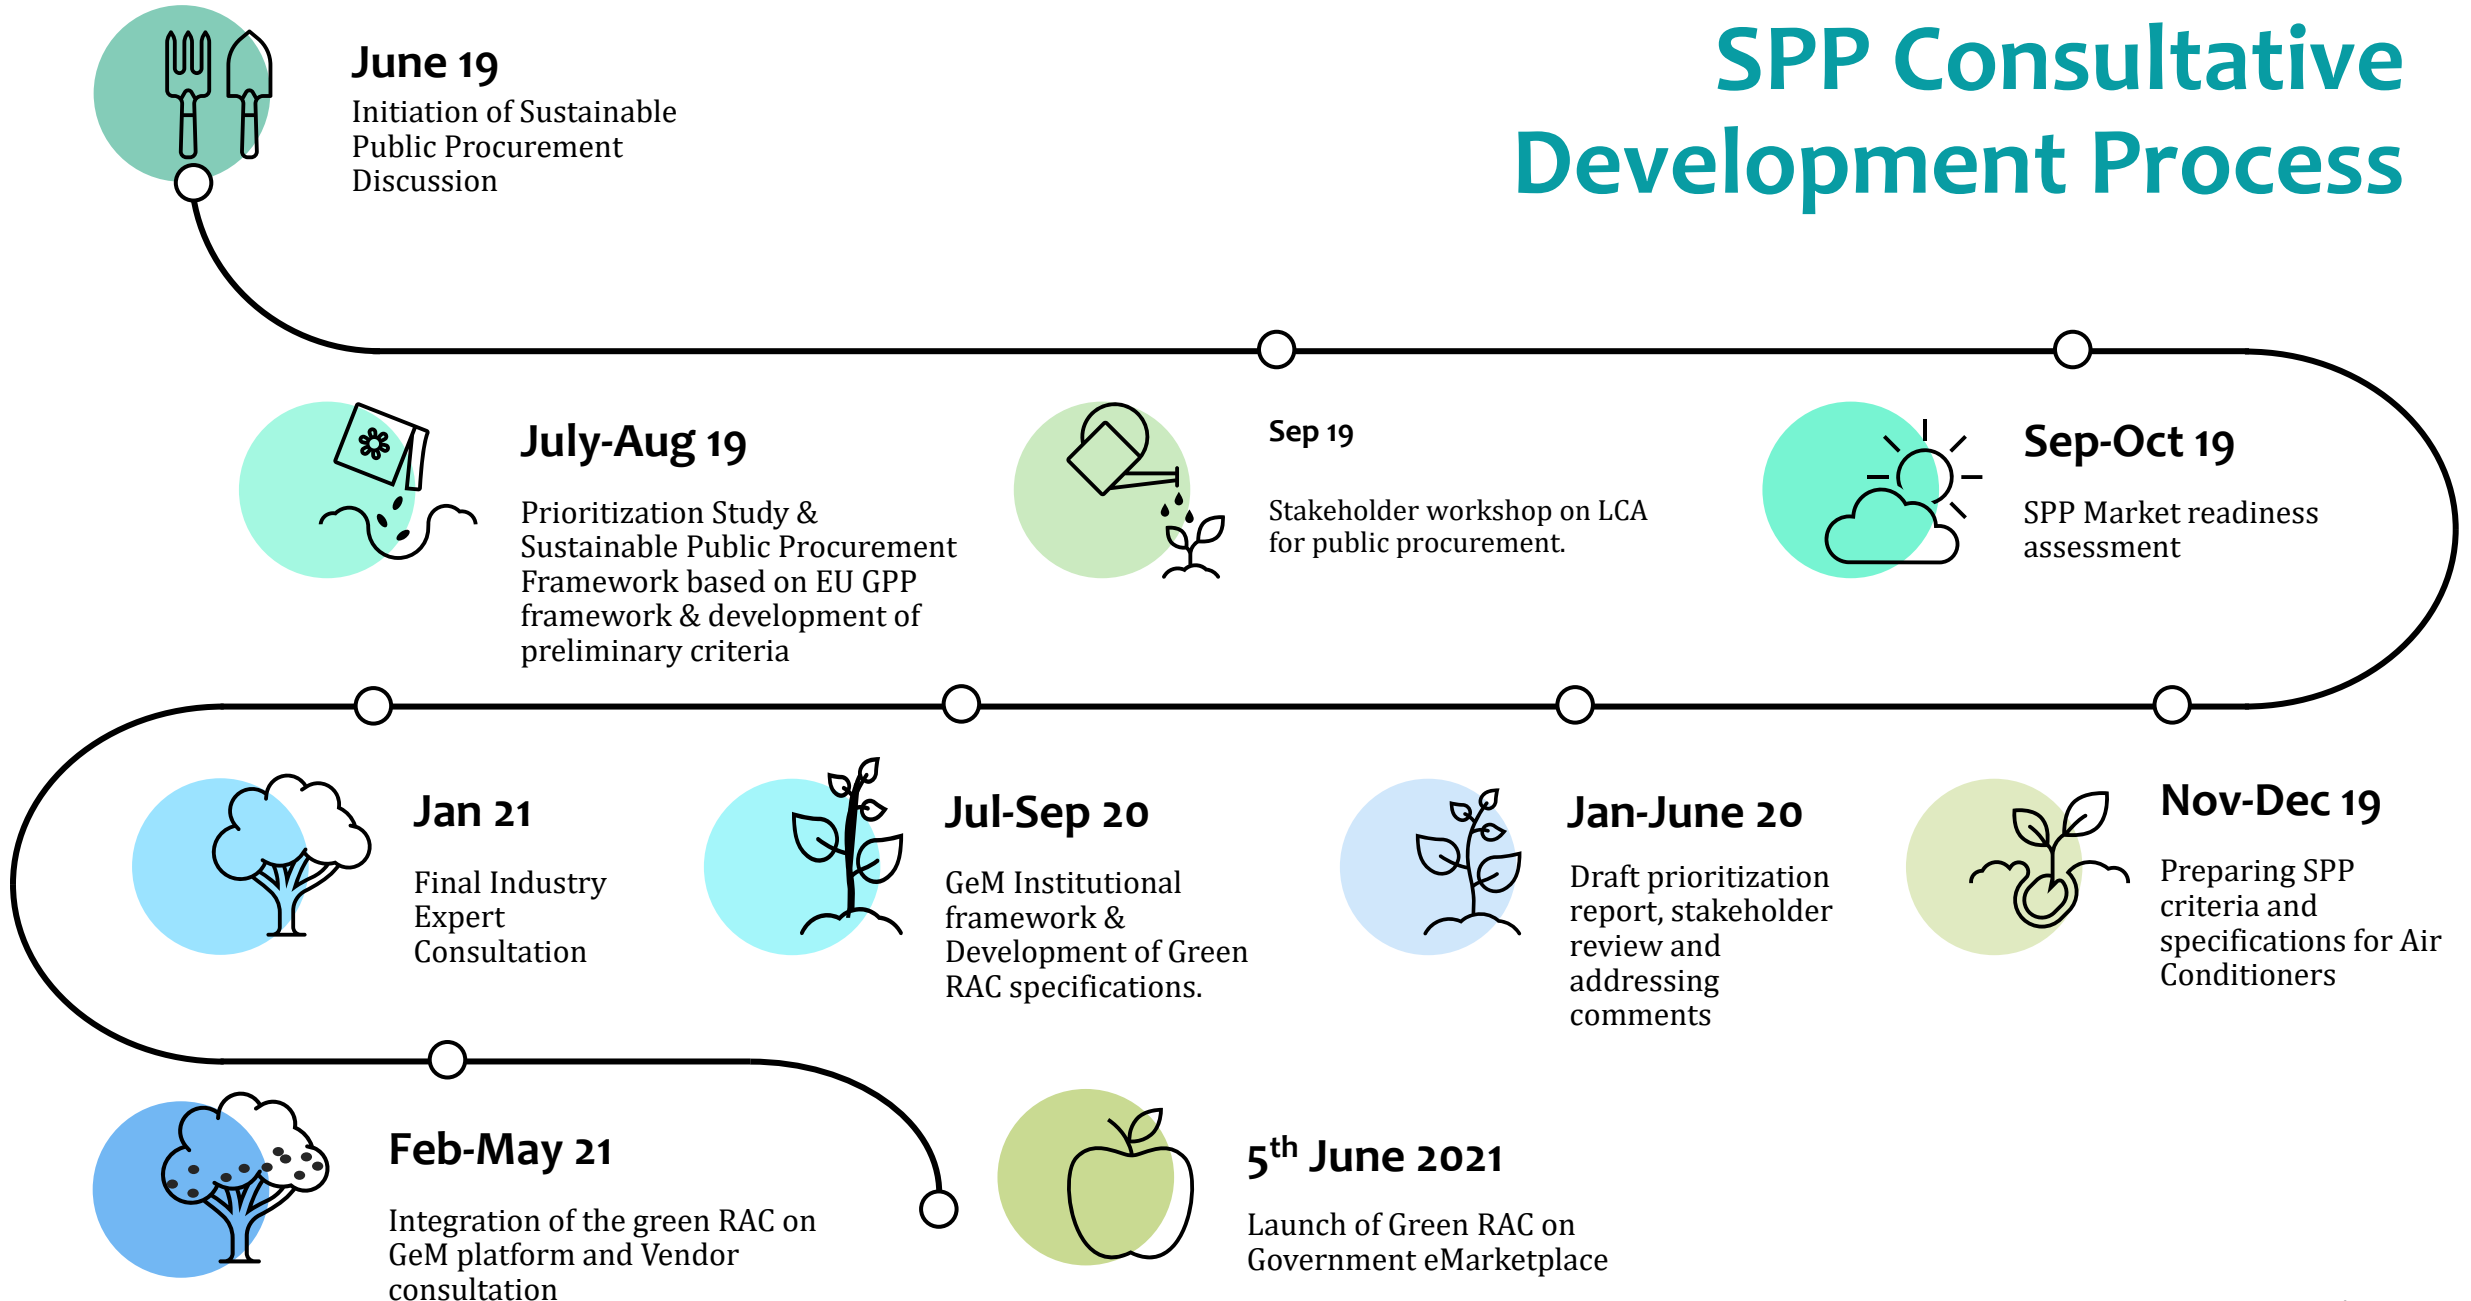 SPP Consultative
Development Process
June 19
Initiation of Sustainable
Public Procurement
Discussion
July-Aug 19
Prioritization Study &
Sustainable Public Procurement
Framework based on EU GPP
framework & development of
preliminary criteria
Sep 19
Stakeholder workshop on LCA
for public procurement.
Sep-Oct 19
SPP Market readiness
assessment
Nov-Dec 19
Preparing SPP
criteria and
specifications for Air
Conditioners
Jan-June 20
Draft prioritization
report, stakeholder
review and
addressing
comments
Jul-Sep 20
GeM Institutional
framework &
Development of Green
RAC specifications.
Jan 21
Final Industry
Expert
Consultation
Feb-May 21
Integration of the green RAC on
GeM platform and Vendor
consultation
5th June 2021
Launch of Green RAC on
Government eMarketplace